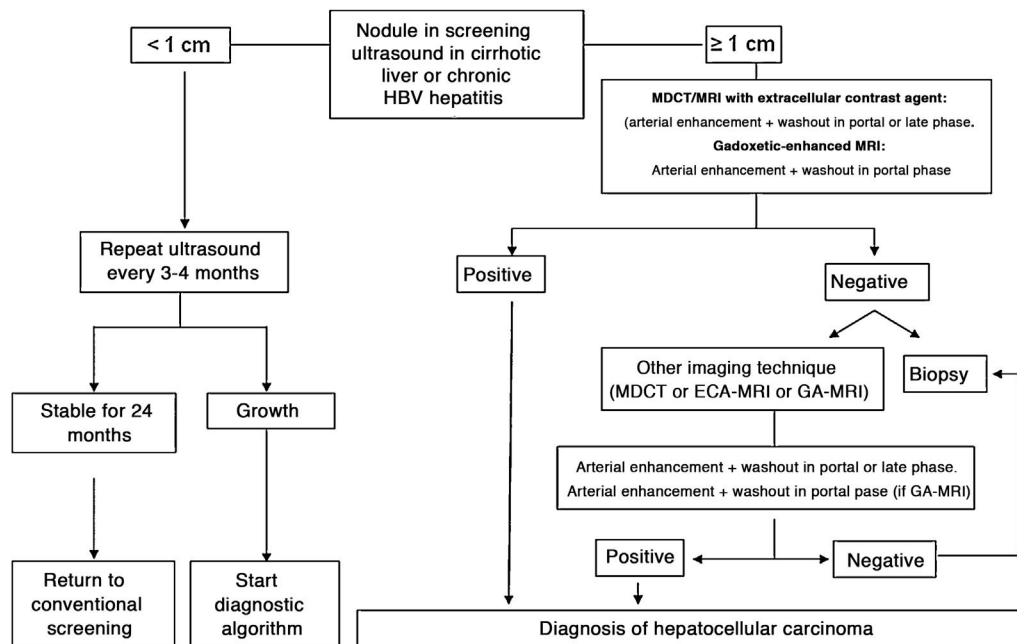 < 1 cm
Nodule in screening
ultrasound in cirrhotic
liver or chronic
HBV hepatitis
≥ 1 cm
MDCT/MRI with extracellular contrast agent:
(arterial enhancement + washout in portal or late phase.
Gadoxetic-enhanced MRI:
Arterial enhancement + washout in portal phase
Repeat ultrasound
every 3-4 months
Positive
Negative
Other imaging technique
(MDCT or ECA-MRI or GA-MRI)
Biopsy
Stable for 24
months
Growth
Arterial enhancement + washout in portal or late phase.
Arterial enhancement + washout in portal pase (if GA-MRI)
Positive
Negative
Return to
conventional
screening
Start
diagnostic
algorithm
Diagnosis of hepatocellular carcinoma